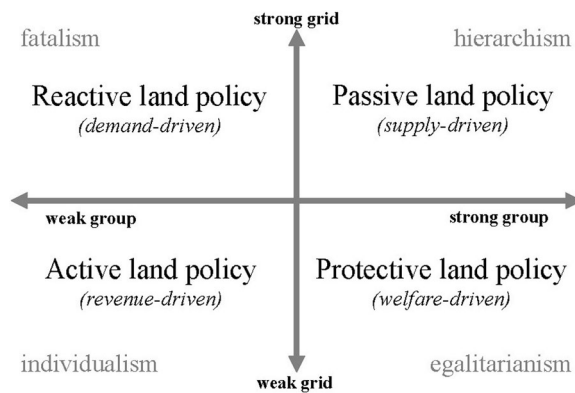 strong grid
fatalism
hierarchism
Reactive land policy
(demand-driven)
Passive land policy
(supply-driven)
weak group
strong group
Active land policy
(revenue-driven)
Protective land policy
(welfare-driven)
individualism
egalitarianism
weak grid